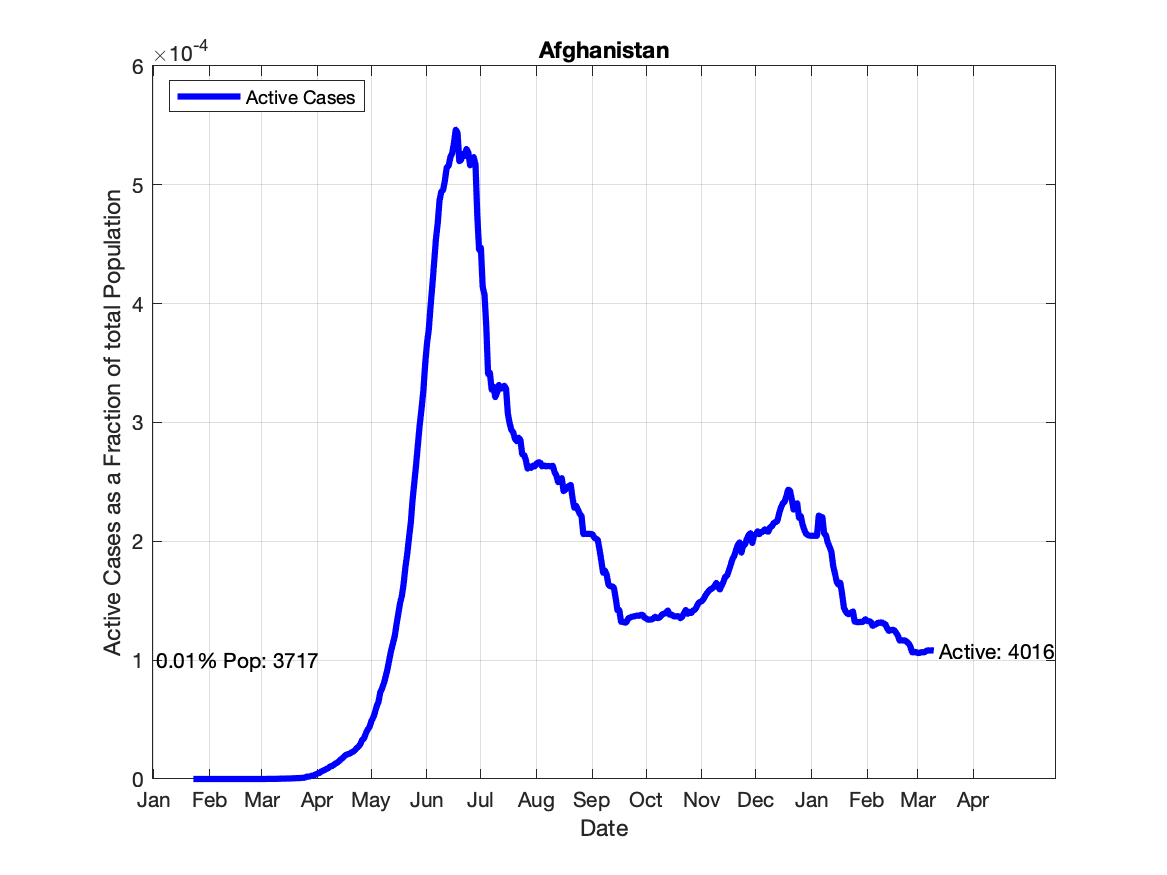 Afghanistan
×10-4
Active Cases
6
5
4
3
2
1
0
Active Cases as a Fraction of total Population
0.01% Pop: 3717
Active: 4016
Jan Feb Mar Apr May Jun Jul Aug Sep Oct Nov Dec Jan Feb Mar Apr
Date